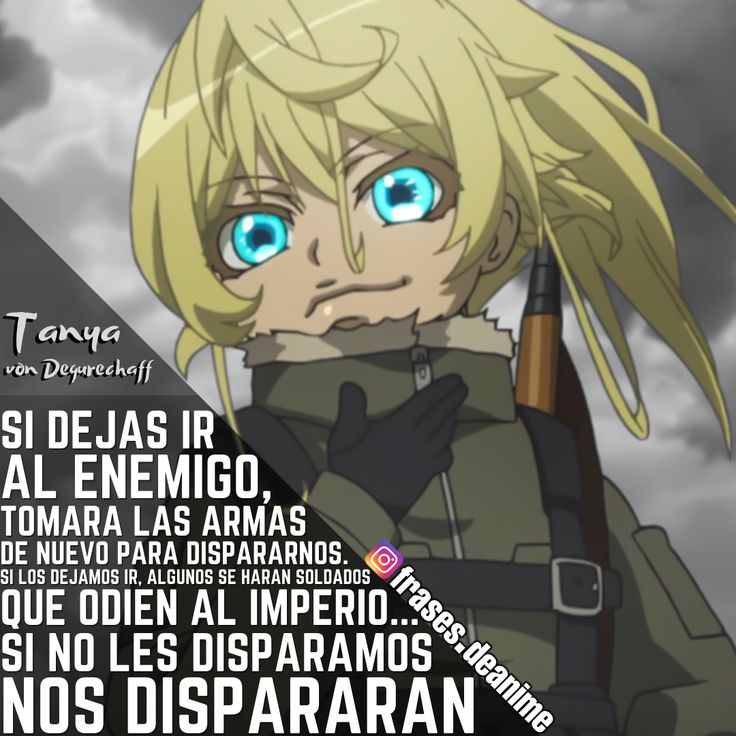 Tanya
von Degurechaff
SI DEJAS IR
AL ENEMIGO,
TOMARA LAS ARMAS
DE NUEVO PARA DISPARARNOS.
SI LOS DEJAMOS IR, ALGUNOS SE HARAN SOLDADOS
QUE ODIEN AL IMPERIO...
SI NO LES DISPARAMOS
NOS DISPARARAN
frases.deanime